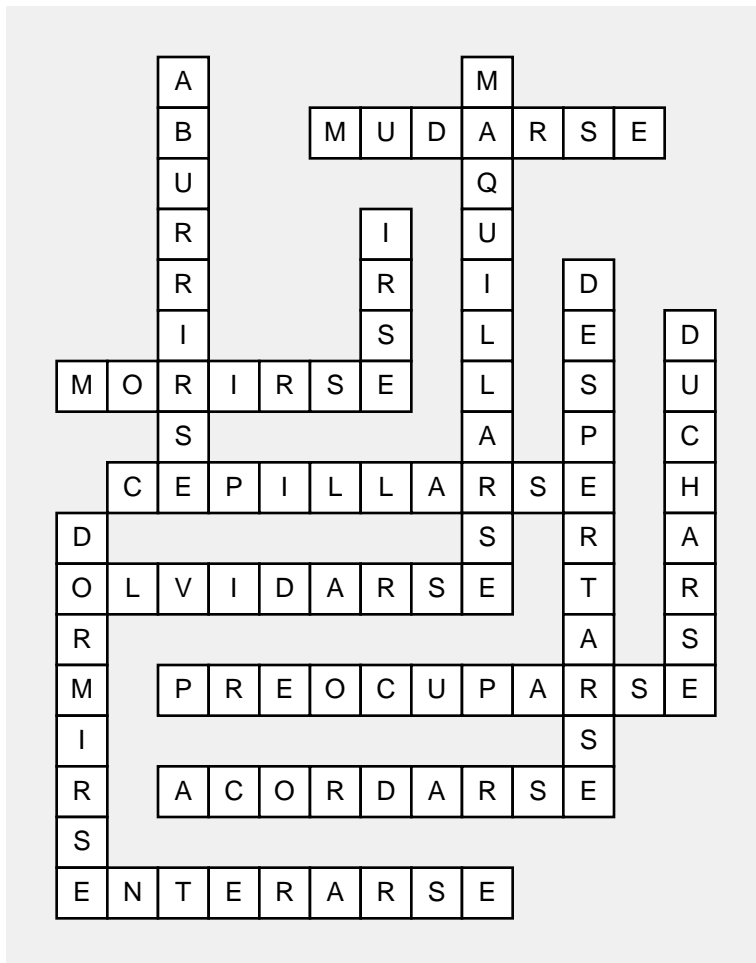 ABURRIRSE
MAQUILLARSE
MUDARSE
IRSE
DESPERTARSE
DUCHARSE
MORIRSE
CEPILLARSE
DORMIRSE
OLVIDARSE
PREOCUPARSE
ACORDARSE
ENTERARSE